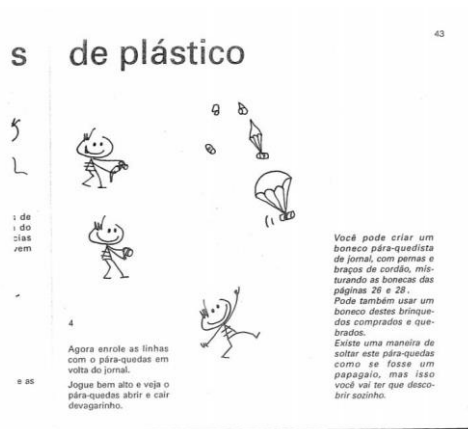 43
s de plástico
s de
do
cias
vem
e as
4
Agora enrole as linhas
com o pára-quedas em
volta do jornal.
Jogue bem alto e veja o
pára-quedas abrir e cair
devagarinho.
Você pode criar um
boneco pára-quedista
de jornal, com pernas e
braços de cordão, mis-
turando as bonecas das
páginas 26 e 28.
Pode também usar um
boneco destes brinque-
dos comprados e que-
brados.
Existe uma maneira de
soltar este pára-quedas
como se fosse um
papagaio, mas isso
você vai ter que desco-
brir sozinho.